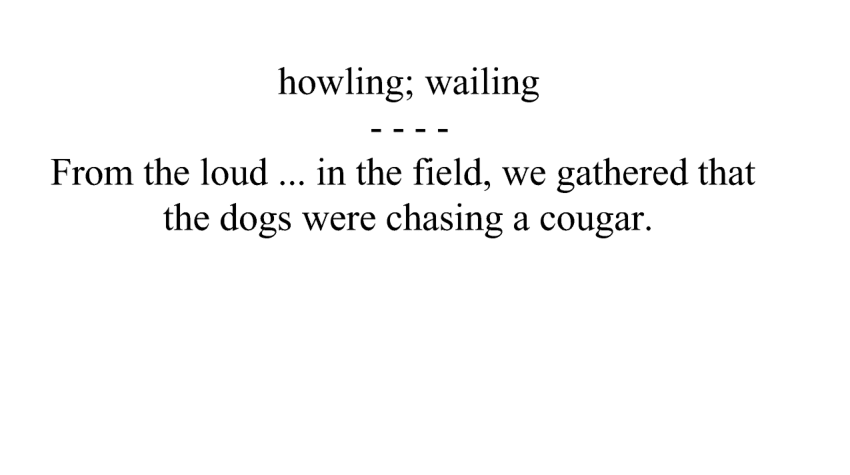 howling; wailing
- - - -
From the loud ... in the field, we gathered that
the dogs were chasing a cougar.